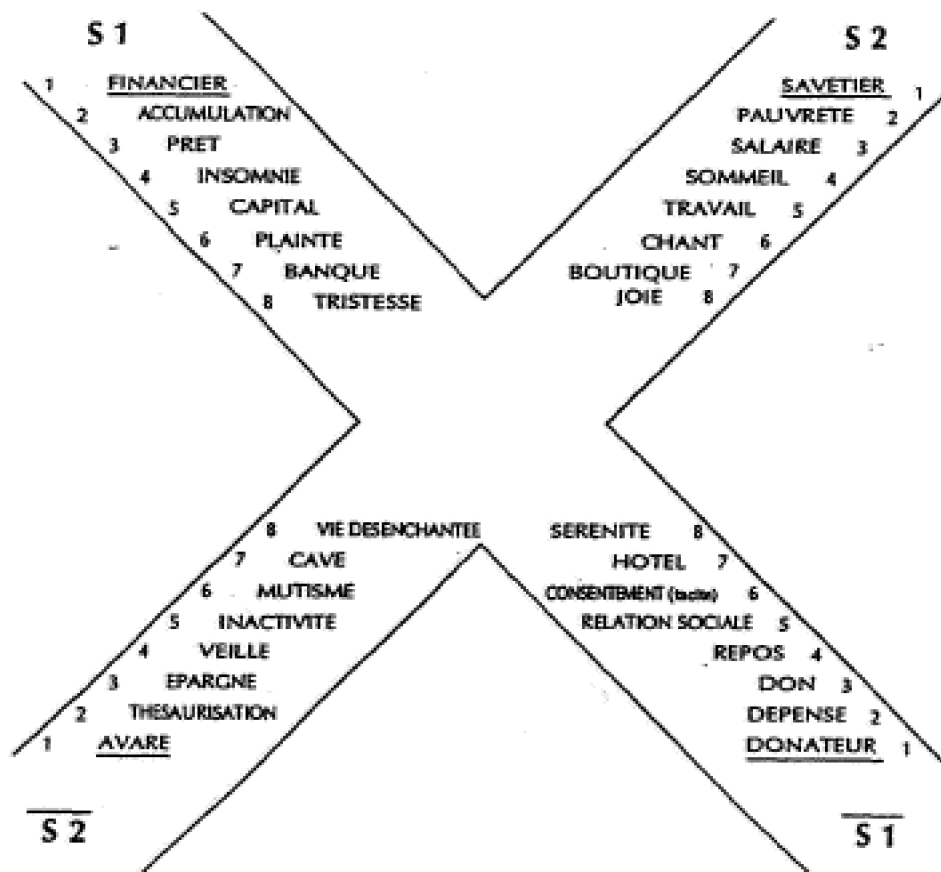 S 1
1 FINANCIER
2 ACCUMULATION
3 PRET
4 INSOMNIE
5 CAPITAL
6 PLAINTE
7 BANQUE
8 TRISTESSE
S 2
SAVETIER 1
PAUVRETE 2
SALAIRE 3
SOMMEIL 4
TRAVAIL 5
CHANT 6
BOUTIQUE 7
JOIE 8
8 VIE DESENCHANTEE
7 CAVE
6 MUTISME
5 INACTIVITE
4 VEILLE
3 EPARGNE
2 THESAURISATION
1 AVARE
S 2
SERENITE 8
HOTEL 7
CONSENTEMENT (tacite) 6
RELATION SOCIALE 5
REPOS 4
DON 3
DEPENSE 2
DONATEUR 1
S 1